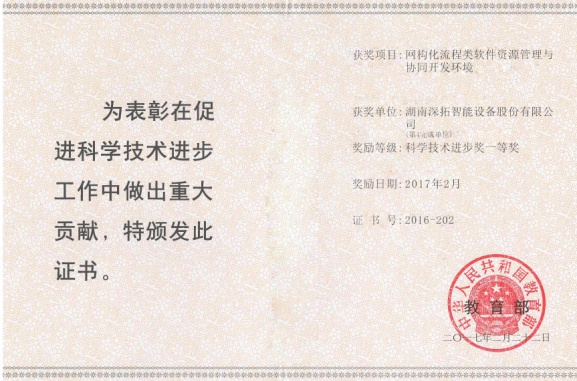 为表彰在促
进科学技术进步
工作中做出重大
贡献，特颁发此
证书。
获奖项目:网构化流程类软件资源管理与
协同开发环境
获奖单位:湖南深拓智能设备股份有限公
司
(第4完成单位)
奖励等级:科学技术进步奖一等奖
奖励日期:2017年2月
证 书 号:2016-202
中华人民共和国教育部
教 育 部
二〇一七年二月二十二日